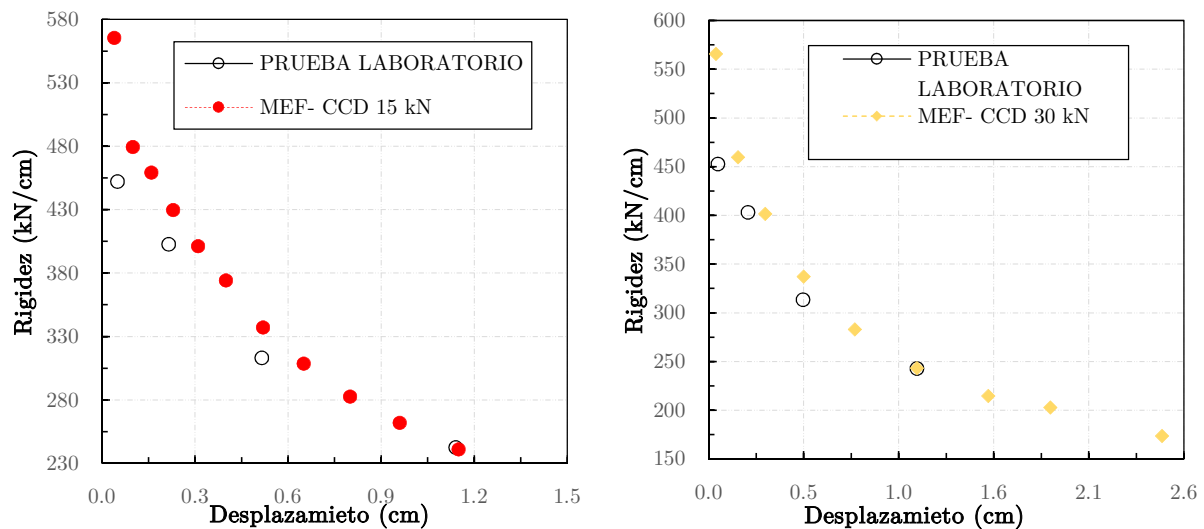 580
530
480
430
380
330
280
230
Rigidez (kN/cm)
PRUEBA LABORATORIO
MEF- CCD 15 kN
0.0 0.3 0.6 0.9 1.2 1.5
Desplazamieto (cm)
600
550
500
450
400
350
300
250
200
150
Rigidez (kN/cm)
PRUEBA
LABORATORIO
MEF- CCD 30 kN
0.0 0.5 1.0 1.6 2.1 2.6
Desplazamieto (cm)